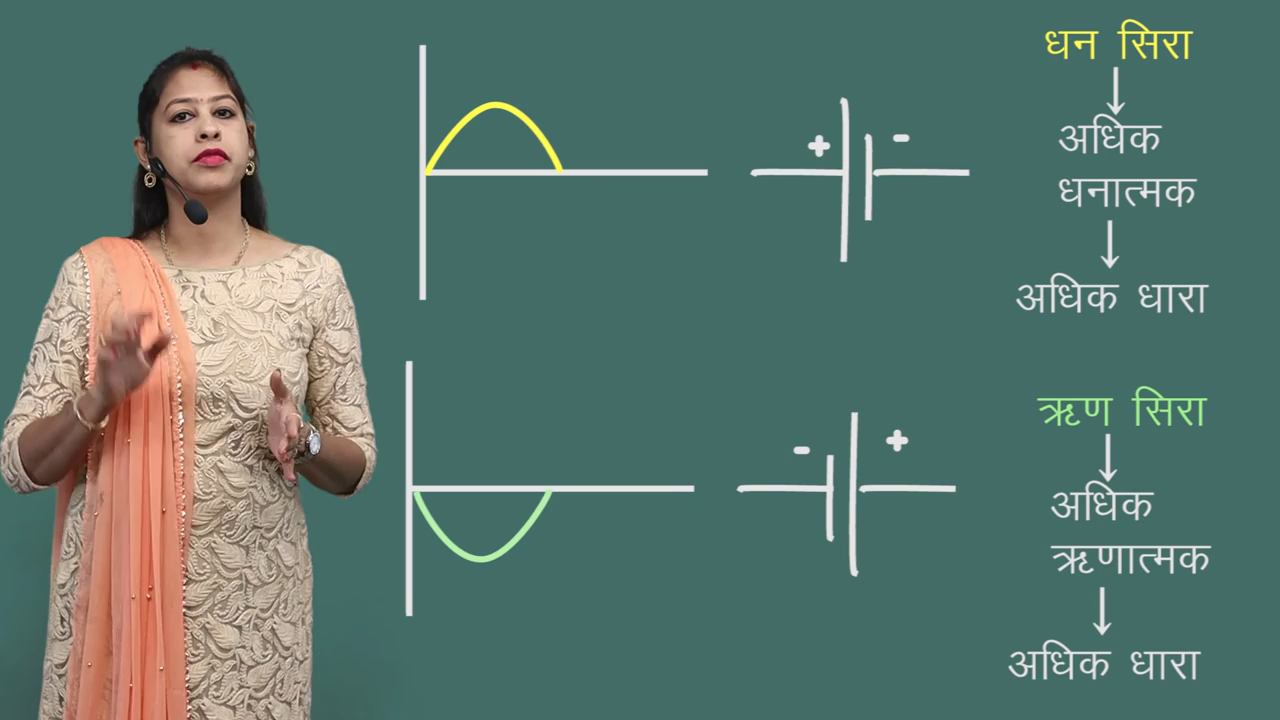 धन सिरा
अधिक
धनात्मक
अधिक धारा
+ -
ऋण सिरा
अधिक
ऋणात्मक
अधिक धारा
- +